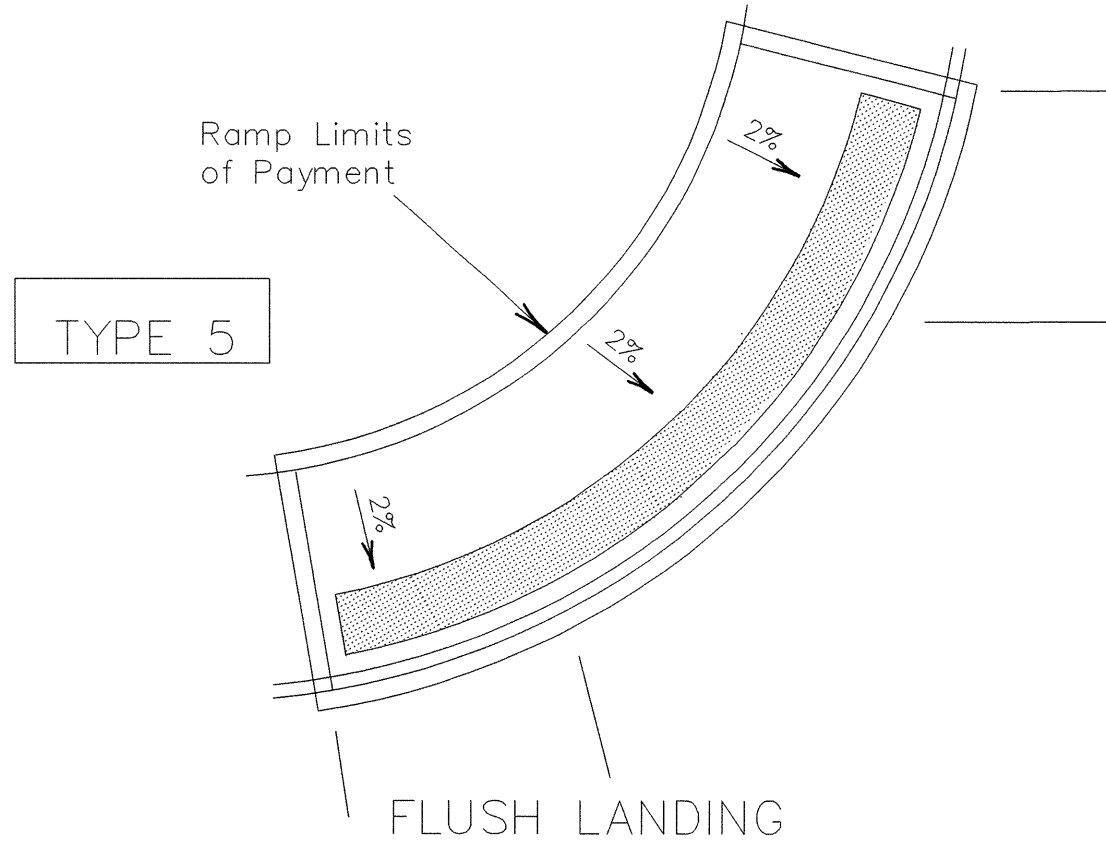 2%
Ramp Limits
of Payment
TYPE 5
2%
2%
FLUSH LANDING